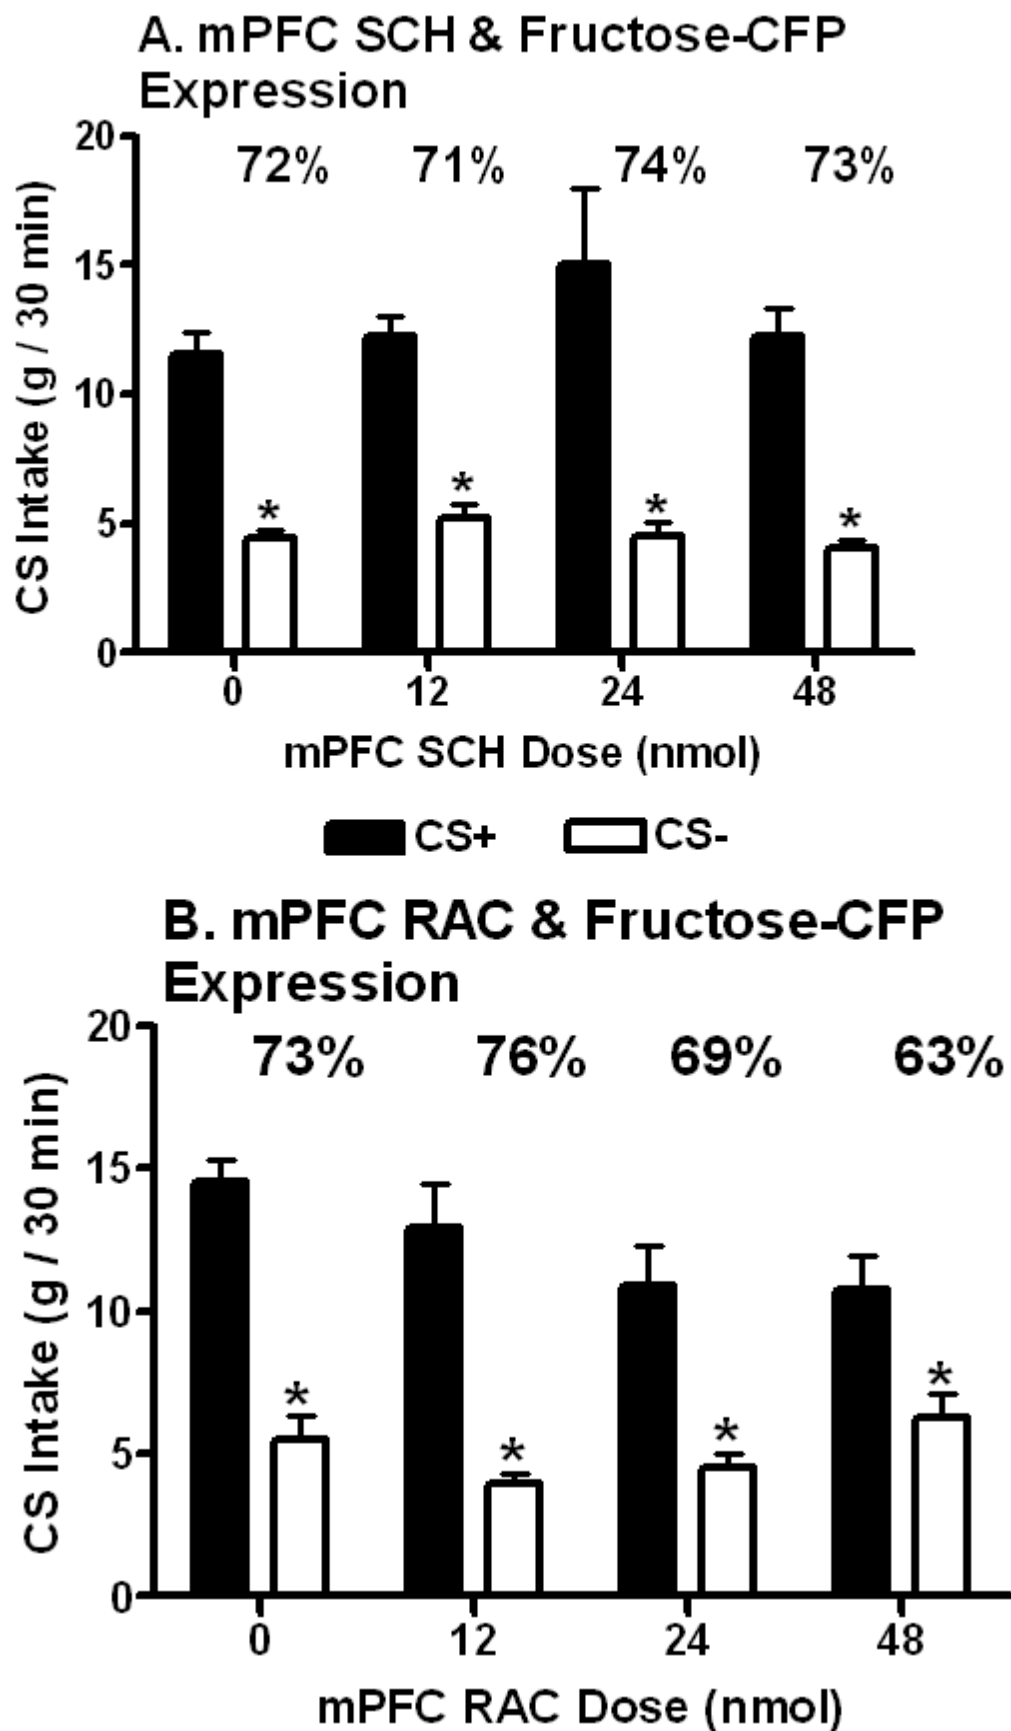 A. mPFC SCH & Fructose-CFP
Expression
20
72% 71% 74% 73%
15
10
5
0
CS Intake (g / 30 min)
* * * *
0 12 24 48
mPFC SCH Dose (nmol)
CS+ CS-
B. mPFC RAC & Fructose-CFP
Expression
20
73% 76% 69% 63%
15
10
5
0
CS Intake (g / 30 min)
* * * *
0 12 24 48
mPFC RAC Dose (nmol)